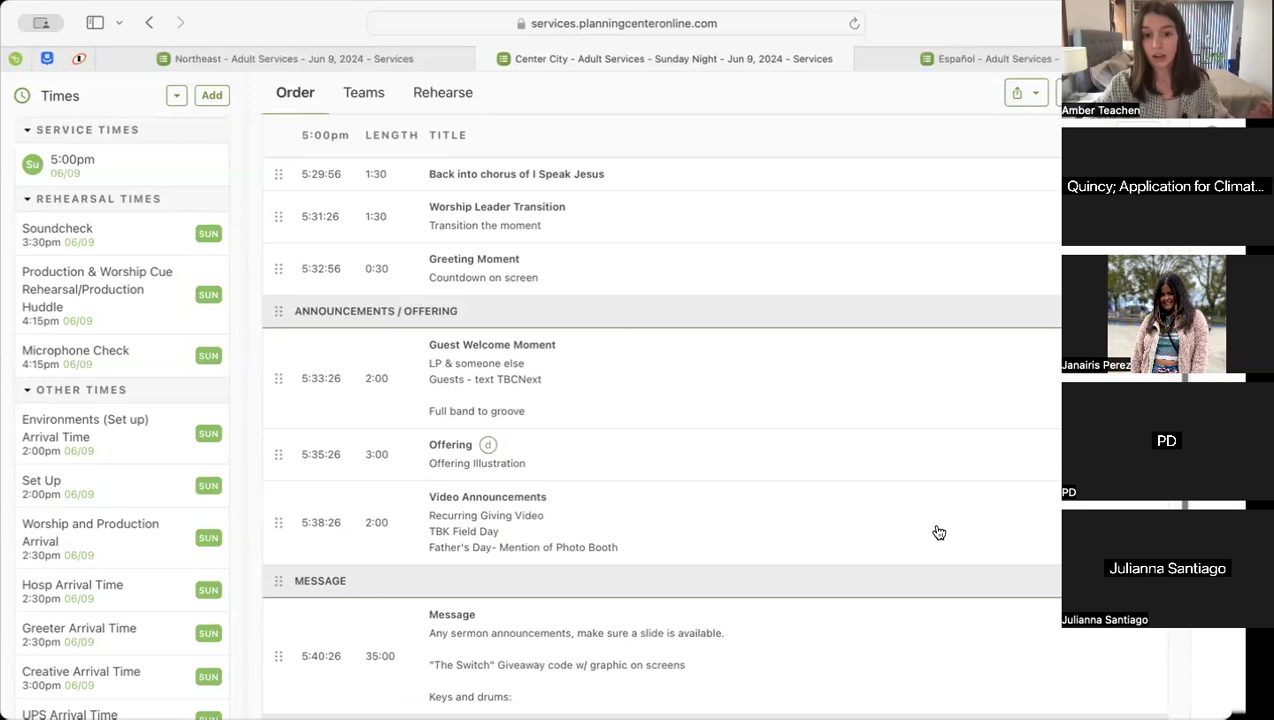 services.planningcenteronline.com
Northeast - Adult Services - Jun 9, 2024 - Services
Center City - Adult Services - Sunday Night - Jun 9, 2024 - Services
Español - Adult Services -
Times
Add
SERVICE TIMES
Su
5:00pm
06/09
REHEARSAL TIMES
Soundcheck
3:30pm 06/09
SUN
Production & Worship Cue
Rehearsal/Production
Huddle
4:15pm 06/09
SUN
Microphone Check
4:15pm 06/09
SUN
OTHER TIMES
Environments (Set up)
Arrival Time
2:00pm 06/09
SUN
Set Up
2:00pm 06/09
SUN
Worship and Production
Arrival
2:30pm 06/09
SUN
Hosp Arrival Time
2:30pm 06/09
SUN
Greeter Arrival Time
2:30pm 06/09
SUN
Creative Arrival Time
3:00pm 06/09
SUN
UPS Arrival Time
Order Teams Rehearse
5:00pm LENGTH TITLE
5:29:56 1:30 Back into chorus of I Speak Jesus
5:31:26 1:30 Worship Leader Transition
Transition the moment
5:32:56 0:30 Greeting Moment
Countdown on screen
ANNOUNCEMENTS / OFFERING
5:33:26 2:00 Guest Welcome Moment
LP & someone else
Guests - text TBCNext
Full band to groove
5:35:26 3:00 Offering d
Offering Illustration
5:38:26 2:00 Video Announcements
Recurring Giving Video
TBK Field Day
Father's Day- Mention of Photo Booth
MESSAGE
5:40:26 35:00 Message
Any sermon announcements, make sure a slide is available.
"The Switch" Giveaway code w/ graphic on screens
Keys and drums:
Amber Teachen
Quincy; Application for Climat...
Janairis Perez
PD
PD
Julianna Santiago
Julianna Santiago